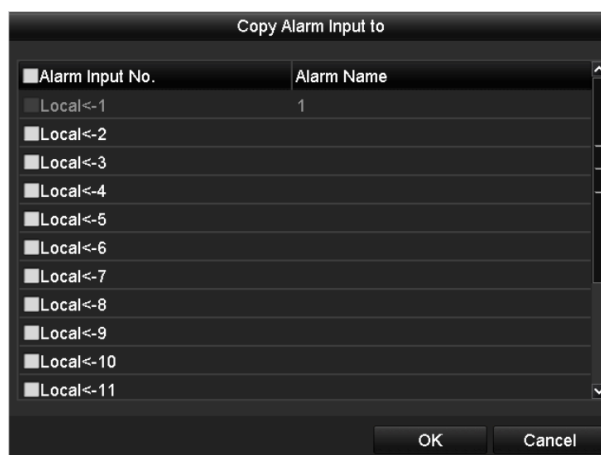 Copy Alarm Input to
Alarm Input No. Alarm Name
Local<-1 1
Local<-2
Local<-3
Local<-4
Local<-5
Local<-6
Local<-7
Local<-8
Local<-9
Local<-10
Local<-11
OK Cancel